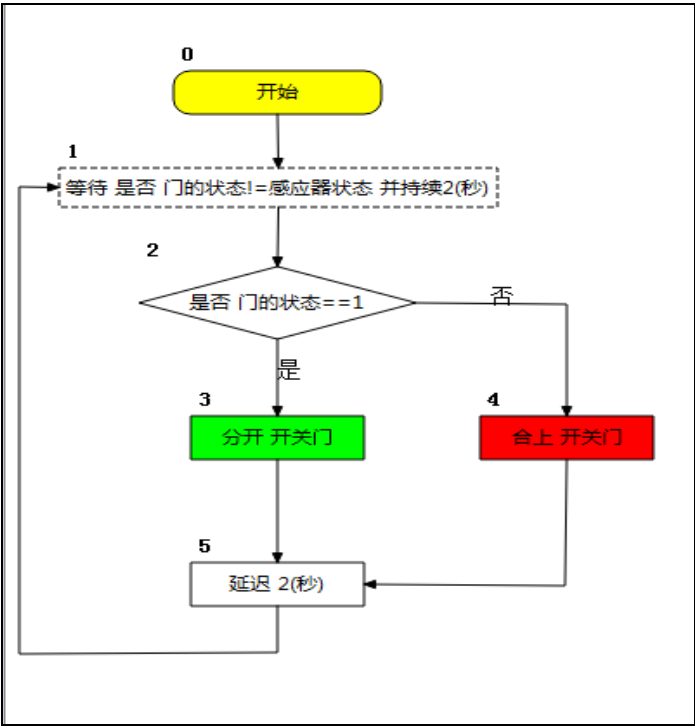 0
开始
1
等待 是否 门的状态!=感应器状态 并持续2(秒)
2
是否 门的状态==1
否
是
3
分开 开关门
4
合上 开关门
5
延迟 2(秒)